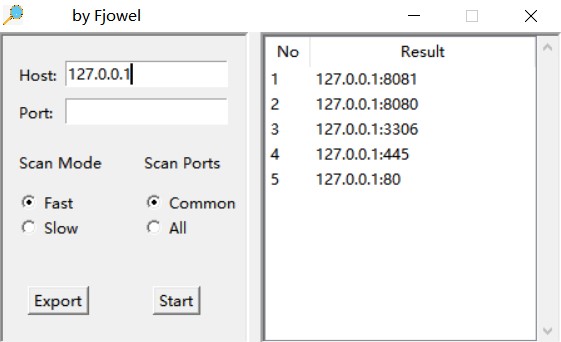 by Fjowel
Host: 127.0.0.1
Port:
Scan Mode
Scan Ports
Fast
Common
Slow
All
Export
Start
No Result
1 127.0.0.1:8081
2 127.0.0.1:8080
3 127.0.0.1:3306
4 127.0.0.1:445
5 127.0.0.1:80